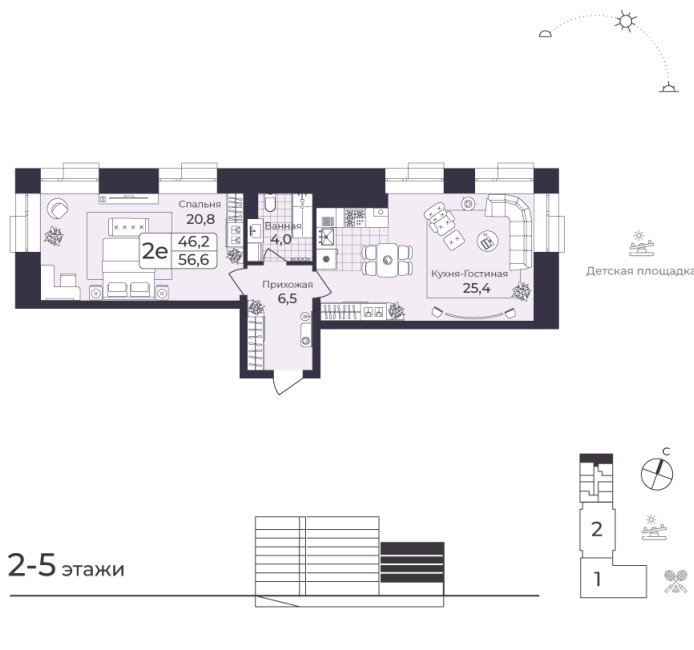 Спальня
20,8
2е
46,2
56,6
Ванная
4,0
Прихожая
6,5
Кухня-Гостиная
25,4
Детская площадка
С
2
1
2-5 этажи